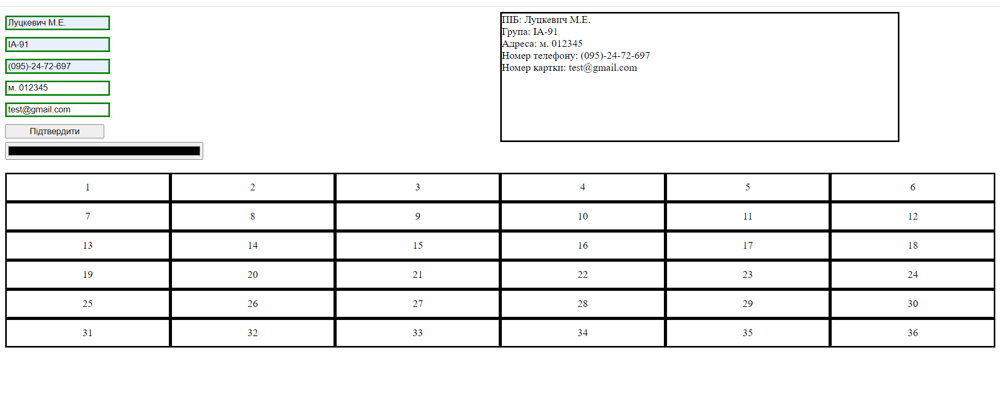 Луцкевич М.Е.
ІА-91
(095)-24-72-697
м. 012345
test@gmail.com
Підтвердити
ПІБ: Луцкевич М.Е.
Група: ІА-91
Адреса: м. 012345
Номер телефону: (095)-24-72-697
Номер картки: test@gmail.com
1 2 3 4 5 6
7 8 9 10 11 12
13 14 15 16 17 18
19 20 21 22 23 24
25 26 27 28 29 30
31 32 33 34 35 36